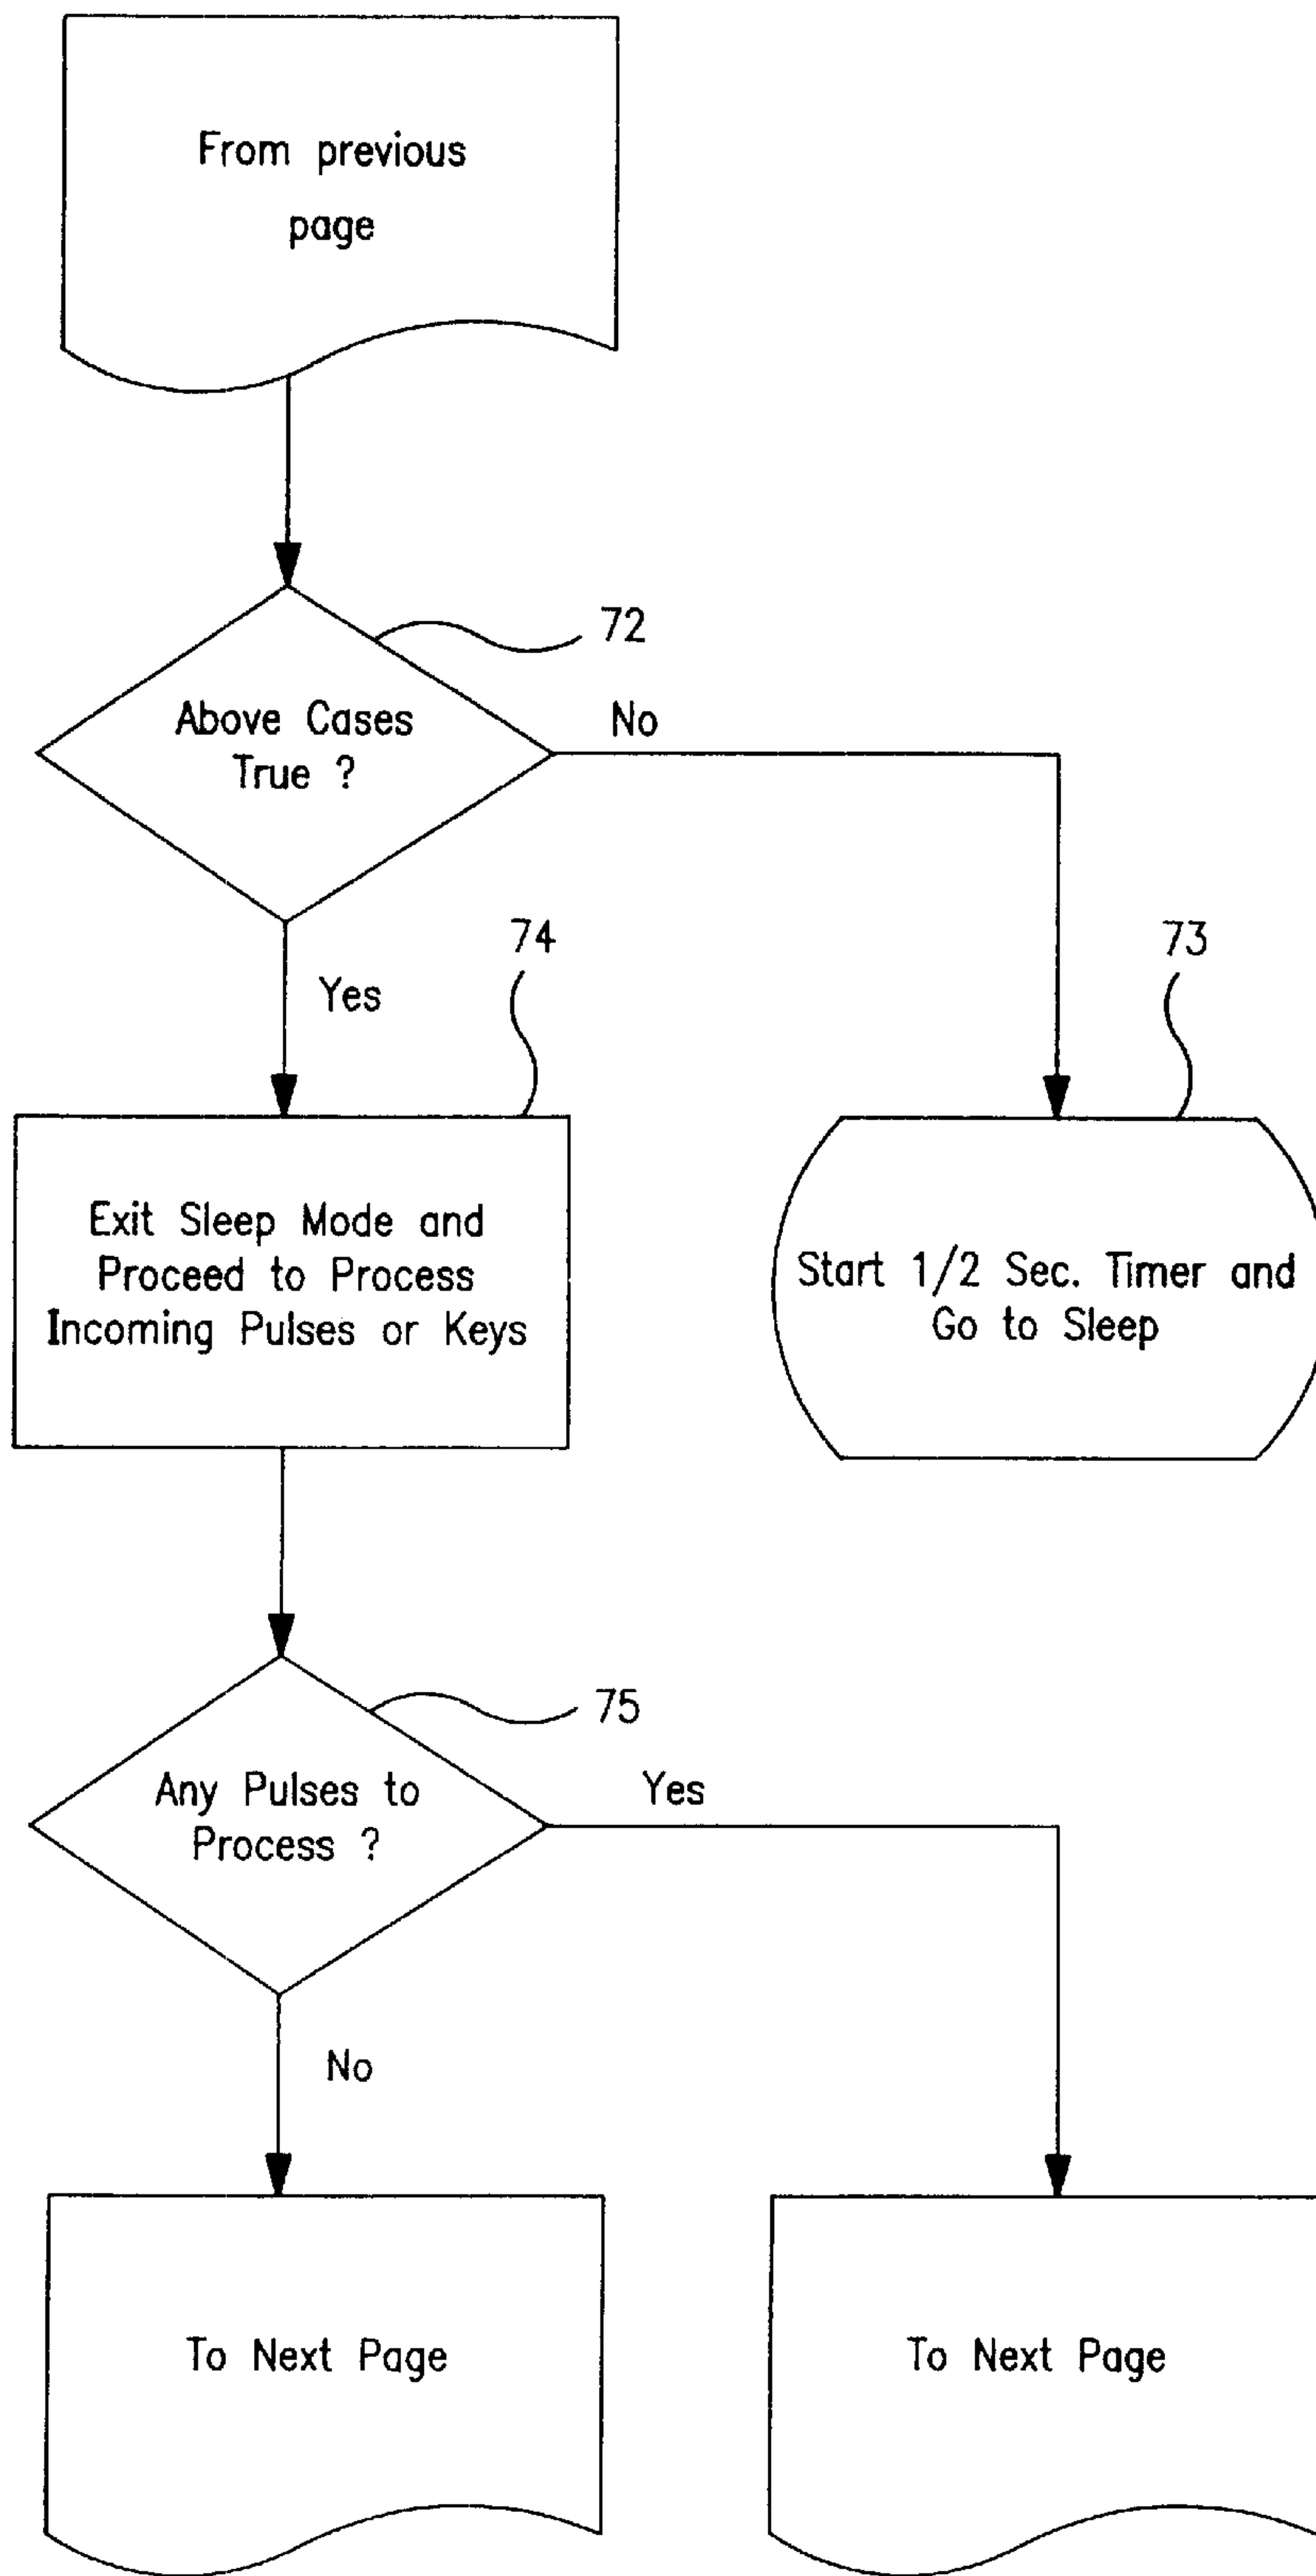 From previous
page
72
Above Cases
True ?
No
Yes
74
73
Exit Sleep Mode and
Proceed to Process
Incoming Pulses or Keys
Start 1/2 Sec. Timer and
Go to Sleep
75
Any Pulses to
Process ?
Yes
No
To Next Page
To Next Page